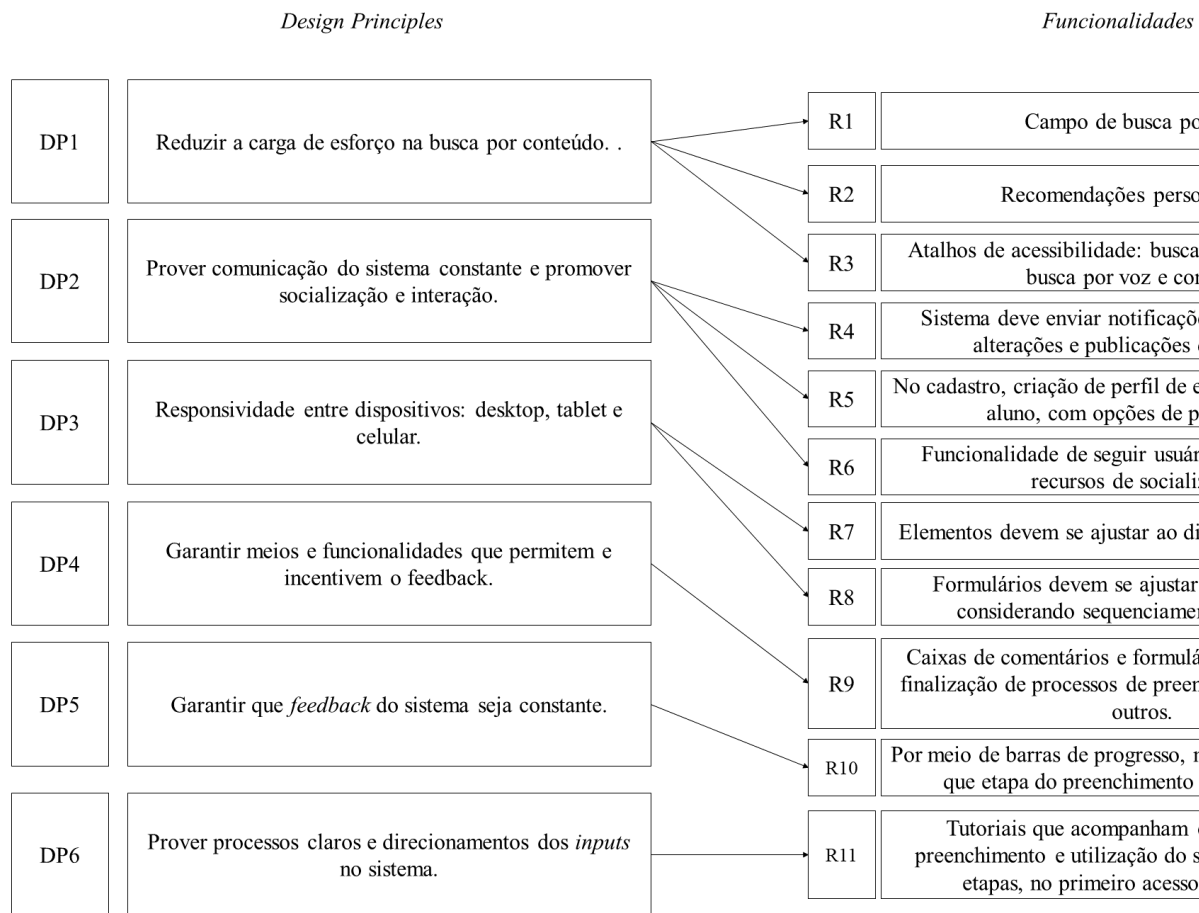 Design Principles
Funcionalidades
DP1
Reduzir a carga de esforço na busca por conteúdo. .
DP2
Prover comunicação do sistema constante e promover
socialização e interação.
DP3
Responsividade entre dispositivos: desktop, tablet e
celular.
DP4
Garantir meios e funcionalidades que permitem e
incentivem o feedback.
DP5
Garantir que feedback do sistema seja constante.
DP6
Prover processos claros e direcionamentos dos inputs
no sistema.
R1
Campo de busca po
R2
Recomendações perso
R3
Atalhos de acessibilidade: busca
busca por voz e co
R4
Sistema deve enviar notificaçõ
alterações e publicações
R5
No cadastro, criação de perfil de e
aluno, com opções de p
R6
Funcionalidade de seguir usuár
recursos de sociali
R7
Elementos devem se ajustar ao di
R8
Formulários devem se ajustar
considerando sequenciame
R9
Caixas de comentários e formulá
finalização de processos de preen
outros.
R10
Por meio de barras de progresso,
que etapa do preenchimento
R11
Tutoriais que acompanham
preenchimento e utilização do s
etapas, no primeiro acesso